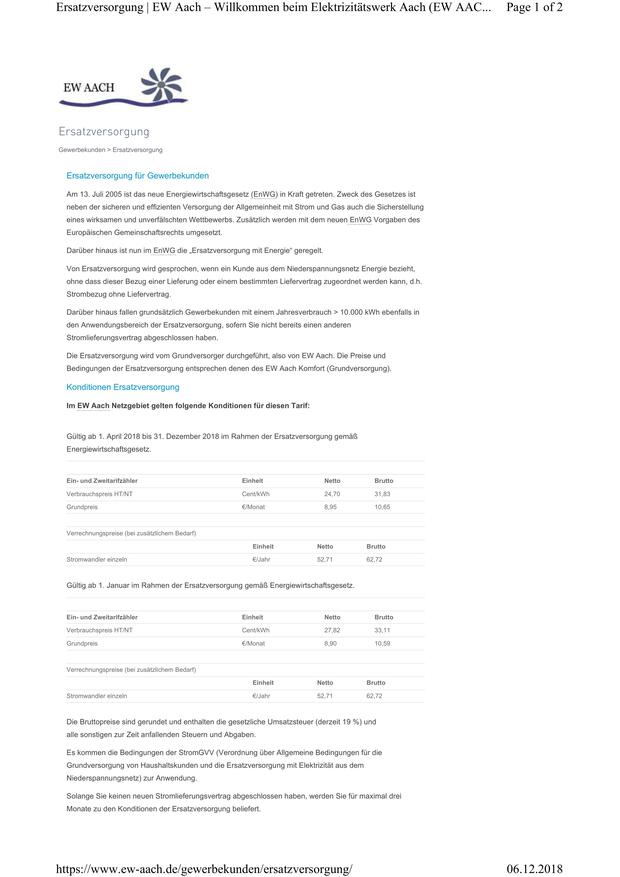 Ersatzversorgung | EW Aach – Willkommen beim Elektrizitätswerk Aach (EW AAC... Page 1 of 2
EW AACH
Ersatzversorgung
Gewerbekunden > Ersatzversorgung
Ersatzversorgung für Gewerbekunden
Am 13. Juli 2005 ist das neue Energiewirtschaftsgesetz (EnWG) in Kraft getreten. Zweck des Gesetzes ist
neben der sicheren und effizienten Versorgung der Allgemeinheit mit Strom und Gas auch die Sicherstellung
eines wirksamen und unverfälschten Wettbewerbs. Zusätzlich werden mit dem neuen EnWG Vorgaben des
Europäischen Gemeinschaftsrechts umgesetzt.
Darüber hinaus ist nun im EnWG die „Ersatzversorgung mit Energie“ geregelt.
Von Ersatzversorgung wird gesprochen, wenn ein Kunde aus dem Niederspannungsnetz Energie bezieht,
ohne dass dieser Bezug einer Lieferung oder einem bestimmten Liefervertrag zugeordnet werden kann, d.h.
Strombezug ohne Liefervertrag.
Darüber hinaus fallen grundsätzlich Gewerbekunden mit einem Jahresverbrauch > 10.000 kWh ebenfalls in
den Anwendungsbereich der Ersatzversorgung, sofern Sie nicht bereits einen anderen
Stromlieferungsvertrag abgeschlossen haben.
Die Ersatzversorgung wird vom Grundversorger durchgeführt, also von EW Aach. Die Preise und
Bedingungen der Ersatzversorgung entsprechen denen des EW Aach Komfort (Grundversorgung).
Konditionen Ersatzversorgung
Im EW Aach Netzgebiet gelten folgende Konditionen für diesen Tarif:
Gültig ab 1. April 2018 bis 31. Dezember 2018 im Rahmen der Ersatzversorgung gemäß
Energiewirtschaftsgesetz.
Ein- und Zweitarifzähler Einheit Netto Brutto
Verbrauchspreis HT/NT Cent/kWh 24,70 31,83
Grundpreis €/Monat 8,95 10,65
Verrechnungspreise (bei zusätzlichem Bedarf)
Einheit Netto Brutto
Stromwandler einzeln €/Jahr 52,71 62,72
Gültig ab 1. Januar im Rahmen der Ersatzversorgung gemäß Energiewirtschaftsgesetz.
Ein- und Zweitarifzähler Einheit Netto Brutto
Verbrauchspreis HT/NT Cent/kWh 27,82 33,11
Grundpreis €/Monat 8,90 10,59
Verrechnungspreise (bei zusätzlichem Bedarf)
Einheit Netto Brutto
Stromwandler einzeln €/Jahr 52,71 62,72
Die Bruttopreise sind gerundet und enthalten die gesetzliche Umsatzsteuer (derzeit 19 %) und
alle sonstigen zur Zeit anfallenden Steuern und Abgaben.
Es kommen die Bedingungen der StromGVV (Verordnung über Allgemeine Bedingungen für die
Grundversorgung von Haushaltskunden und die Ersatzversorgung mit Elektrizität aus dem
Niederspannungsnetz) zur Anwendung.
Solange Sie keinen neuen Stromlieferungsvertrag abgeschlossen haben, werden Sie für maximal drei
Monate zu den Konditionen der Ersatzversorgung beliefert.
https://www.ew-aach.de/gewerbekunden/ersatzversorgung/ 06.12.2018